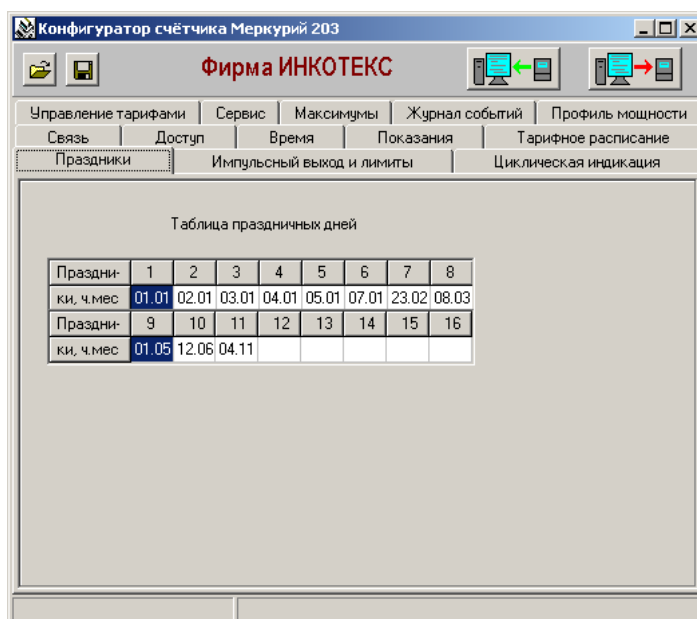 Конфигуратор счётчика Меркурий 203
Фирма ИНКОТЕКС
Управление тарифами Сервис Максимумы Журнал событий Профиль мощности
Связь Доступ Время Показания Тарифное расписание
Праздники Импульсный выход и лимиты Циклическая индикация
Таблица праздничных дней
Праздни- 1 2 3 4 5 6 7 8
ки, ч.мес 01.01 02.01 03.01 04.01 05.01 07.01 23.02 08.03
Праздни- 9 10 11 12 13 14 15 16
ки, ч.мес 01.05 12.06 04.11